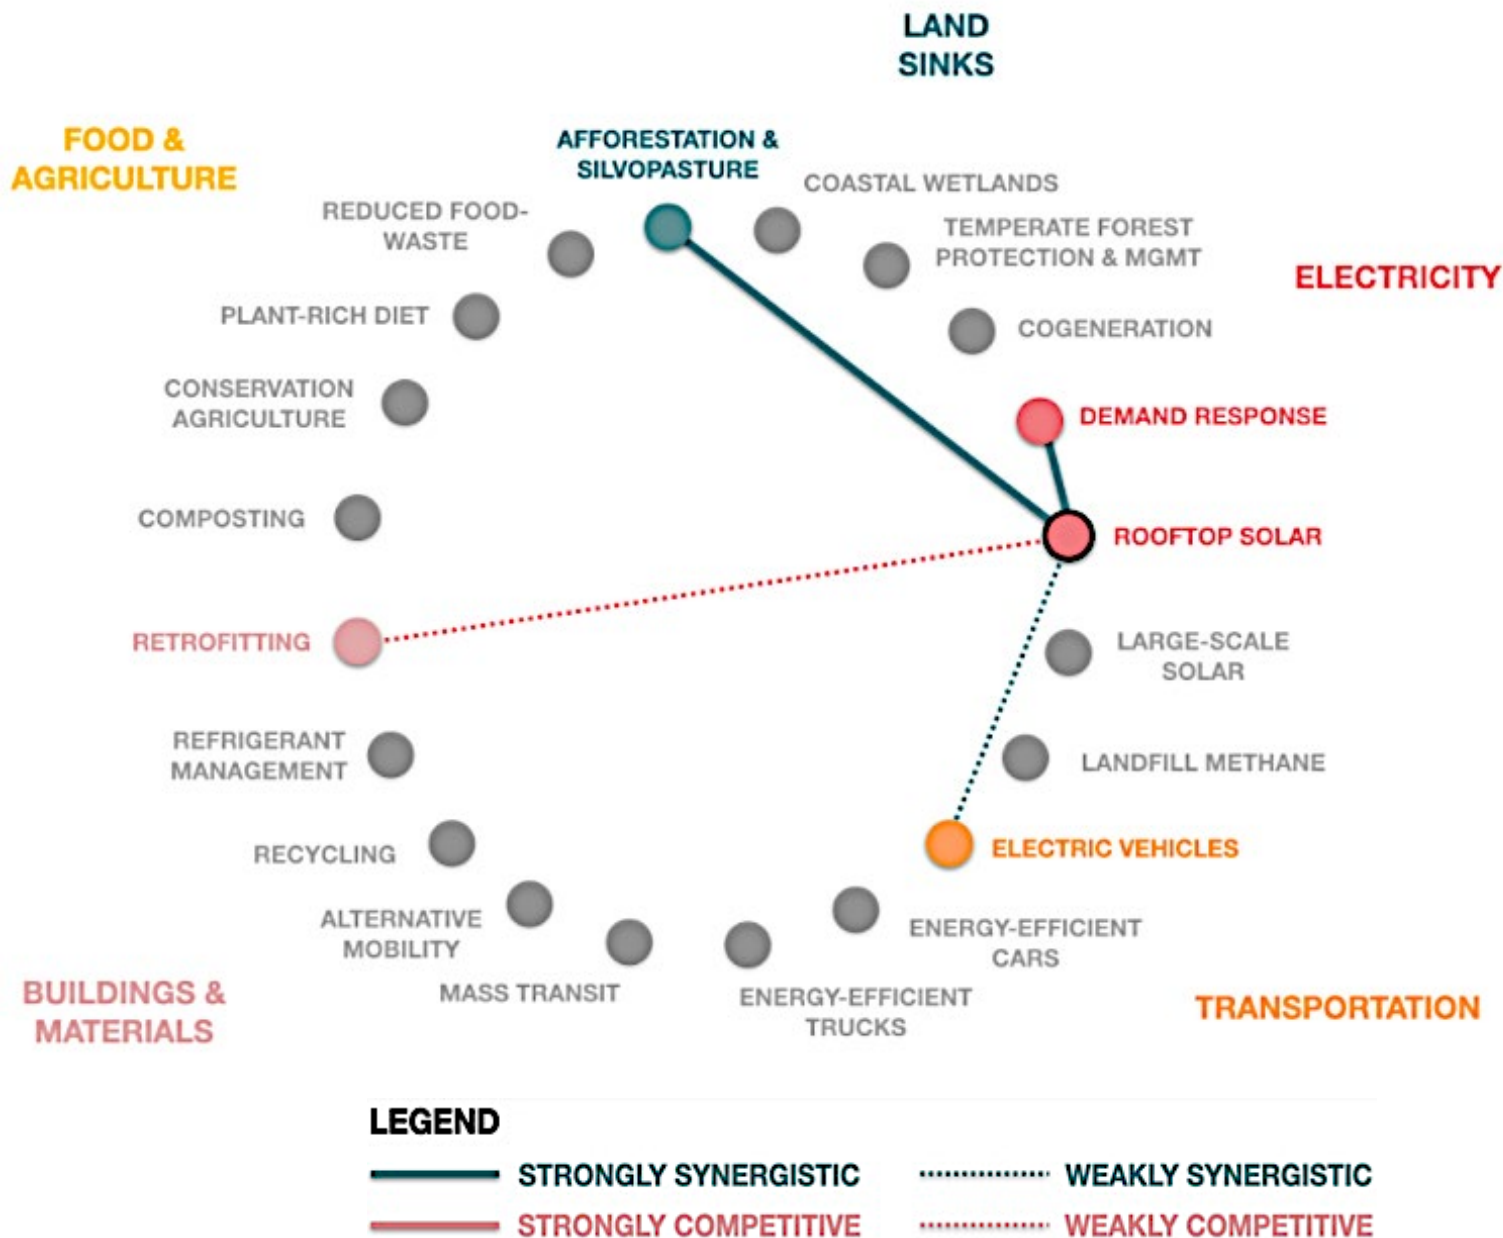 LAND
SINKS
FOOD &
AGRICULTURE
AFFORESTATION &
SILVOPASTURE
COASTAL WETLANDS
REDUCED FOOD-
WASTE
TEMPERATE FOREST
PROTECTION & MGMT
ELECTRICITY
PLANT-RICH DIET
COGENERATION
CONSERVATION
AGRICULTURE
DEMAND RESPONSE
COMPOSTING
ROOFTOP SOLAR
RETROFITTING
LARGE-SCALE
SOLAR
REFRIGERANT
MANAGEMENT
LANDFILL METHANE
RECYCLING
ELECTRIC VEHICLES
ALTERNATIVE
MOBILITY
ENERGY-EFFICIENT
CARS
MASS TRANSIT
ENERGY-EFFICIENT
TRUCKS
BUILDINGS &
MATERIALS
TRANSPORTATION
LEGEND
STRONGLY SYNERGISTIC
WEAKLY SYNERGISTIC
STRONGLY COMPETITIVE
WEAKLY COMPETITIVE